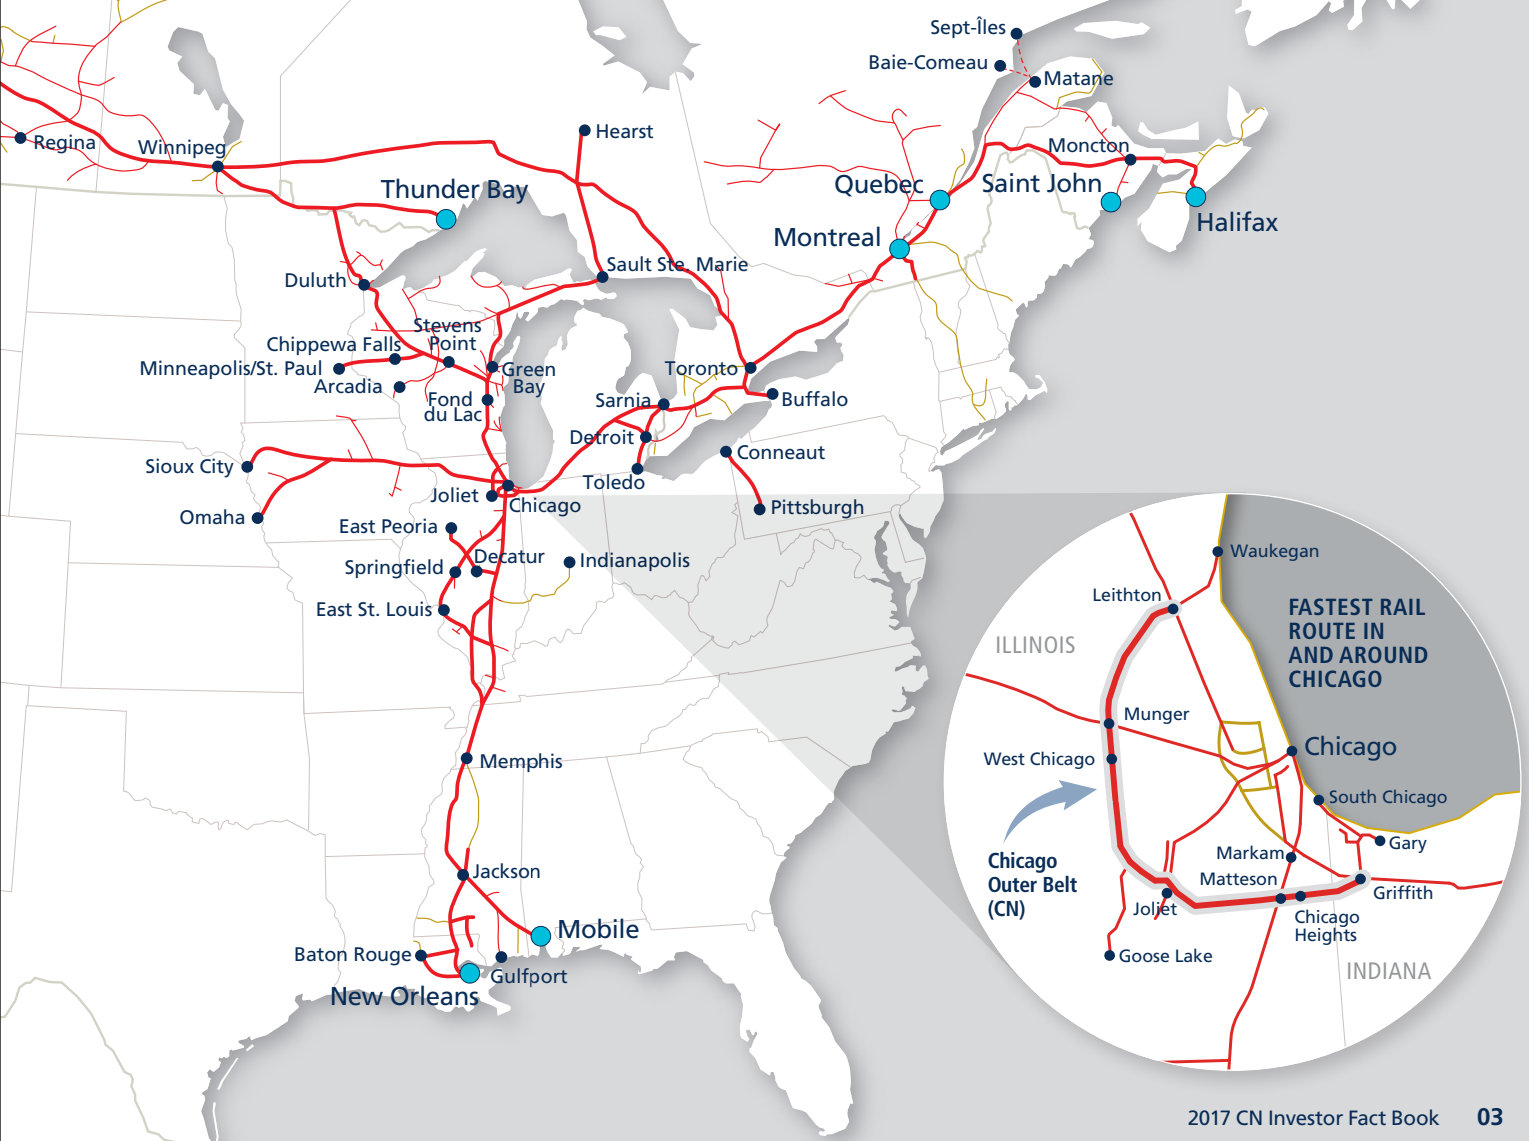 Sept-Îles
Baie-Comeau
Matane
Hearst
Regina
Winnipeg
Moncton
Thunder Bay
Quebec
Saint John
Halifax
Montreal
Sault Ste. Marie
Duluth
Stevens
Point
Chippewa Falls
Minneapolis/St. Paul
Arcadia
Green
Bay
Fond
du Lac
Toronto
Sarnia
Buffalo
Detroit
Toledo
Conneaut
Pittsburgh
Sioux City
Omaha
Joliet
Chicago
East Peoria
Decatur
Springfield
Indianapolis
East St. Louis
Memphis
Jackson
Mobile
Baton Rouge
Gulfport
New Orleans
Waukegan
Leithton
ILLINOIS
FASTEST RAIL
ROUTE IN
AND AROUND
CHICAGO
Munger
West Chicago
Chicago
South Chicago
Chicago
Outer Belt
(CN)
Gary
Markam
Matteson
Griffith
Joliet
Chicago
Heights
Goose Lake
INDIANA
2017 CN Investor Fact Book 03